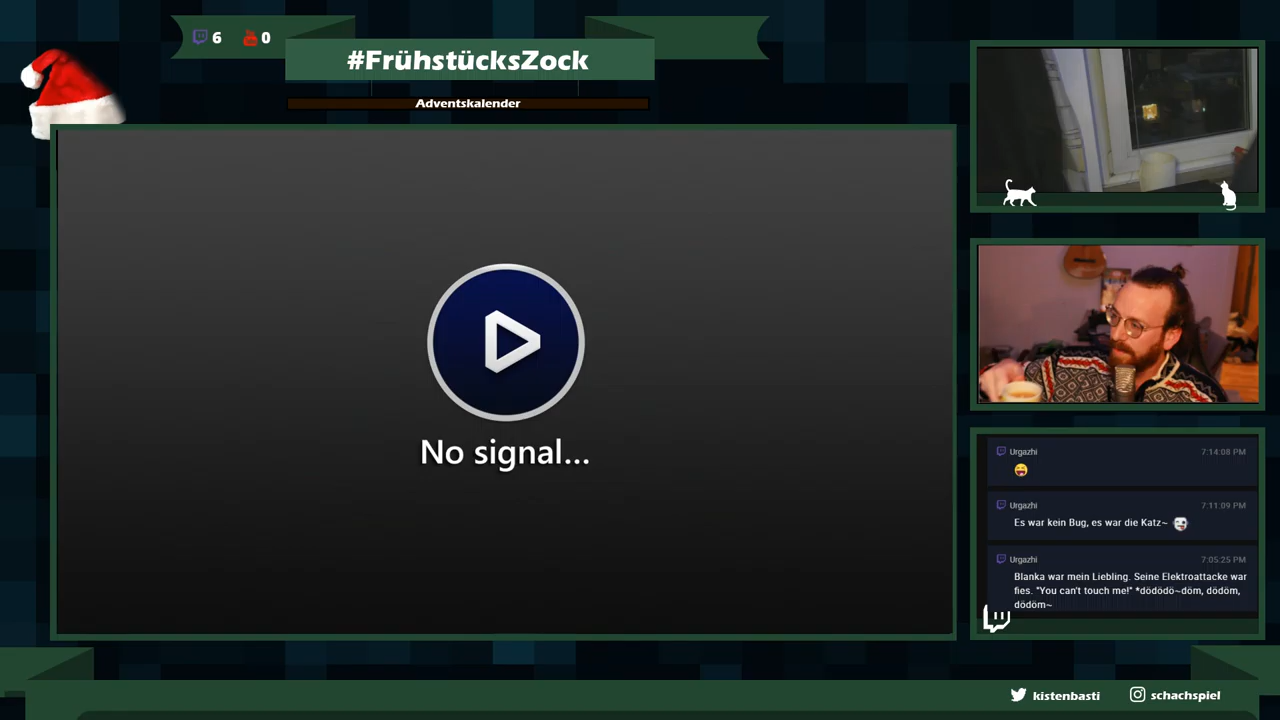 6
0
#FrühstücksZock
Adventskalender
No signal...
Urgazhi
7:14:08 PM
Urgazhi
7:11:09 PM
Es war kein Bug, es war die Katz~
Urgazhi
7:05:25 PM
Blanka war mein Liebling. Seine Elektroattacke war
fies. "You can't touch me!" *dödödö~döm, dödöm,
dödöm~
kistenbasti
schachspiel